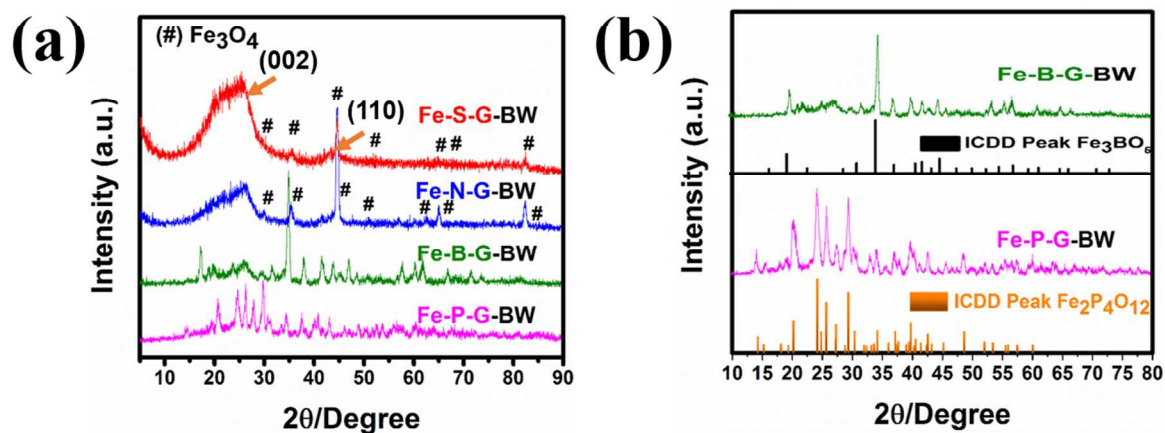 (a)
(#) Fe₃O₄
(002)
#
(110)
# # # # # #
Fe-S-G-BW
# # # # # # #
Fe-N-G-BW
Fe-B-G-BW
Fe-P-G-BW
Intensity (a.u.)
5 10 20 30 40 50 60 70 80 90
2θ/Degree
(b)
Fe-B-G-BW
ICDD Peak Fe₃BO₅
Fe-P-G-BW
ICDD Peak Fe₂P₄O₁₂
Intensity (a.u.)
10 15 20 25 30 35 40 45 50 55 60 65 70 75 80
2θ/Degree